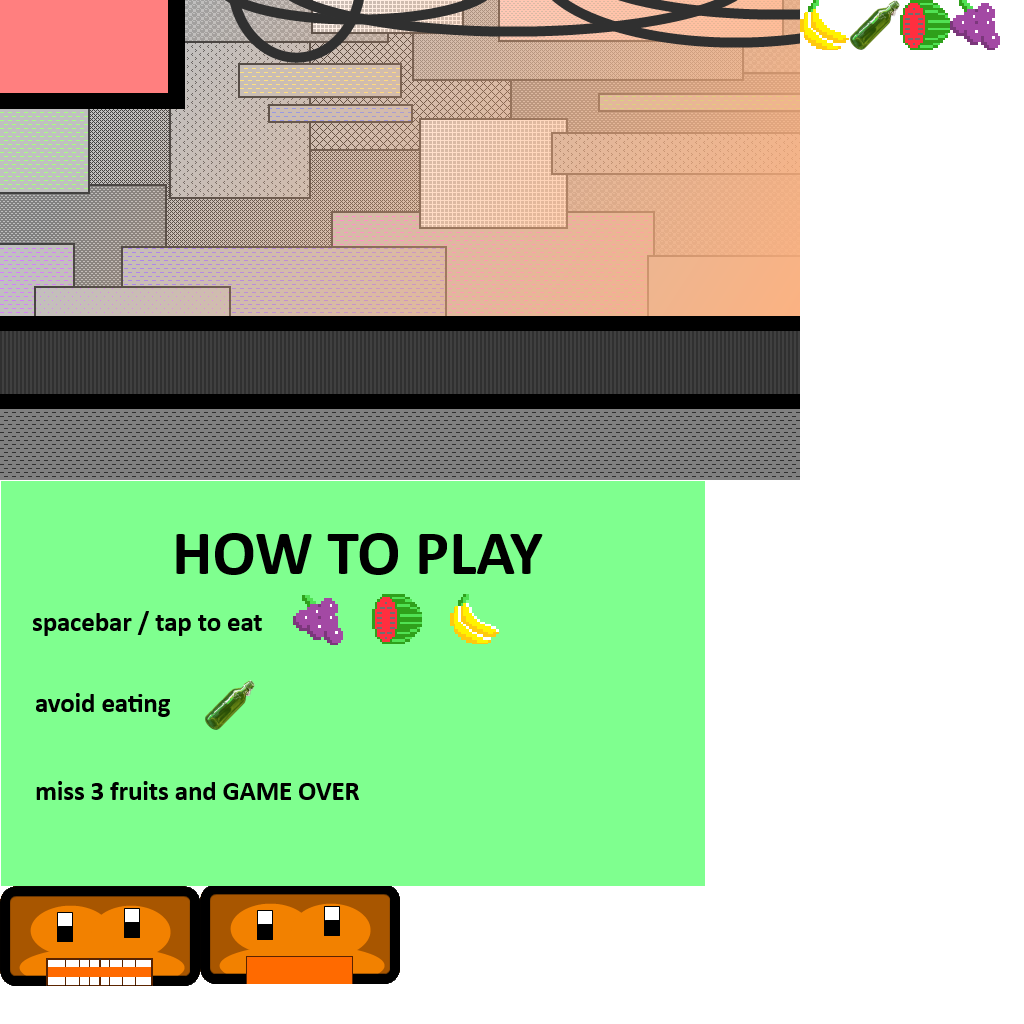 HOW TO PLAY
spacebar / tap to eat
avoid eating
miss 3 fruits and GAME OVER